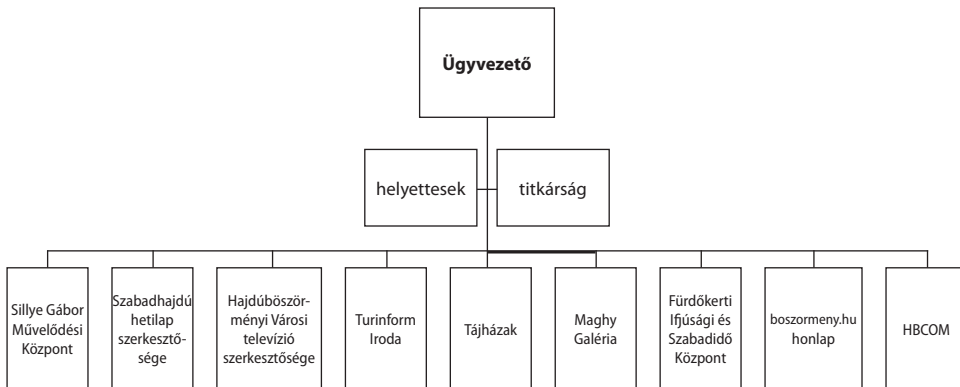 Ügyvezető
helyettesek
titkárság
Sillye Gábor
Művelődési
Központ
Szabadhajdú
hetilap
szerkesztő-
sége
Hajdúböször-
ményi Városi
televízió
szerkesztősége
Turinform
Iroda
Tájházak
Maghy
Galéria
Fürdőkerti
Ifjúsági és
Szabadidő
Központ
boszormeny.hu
honlap
HBCOM